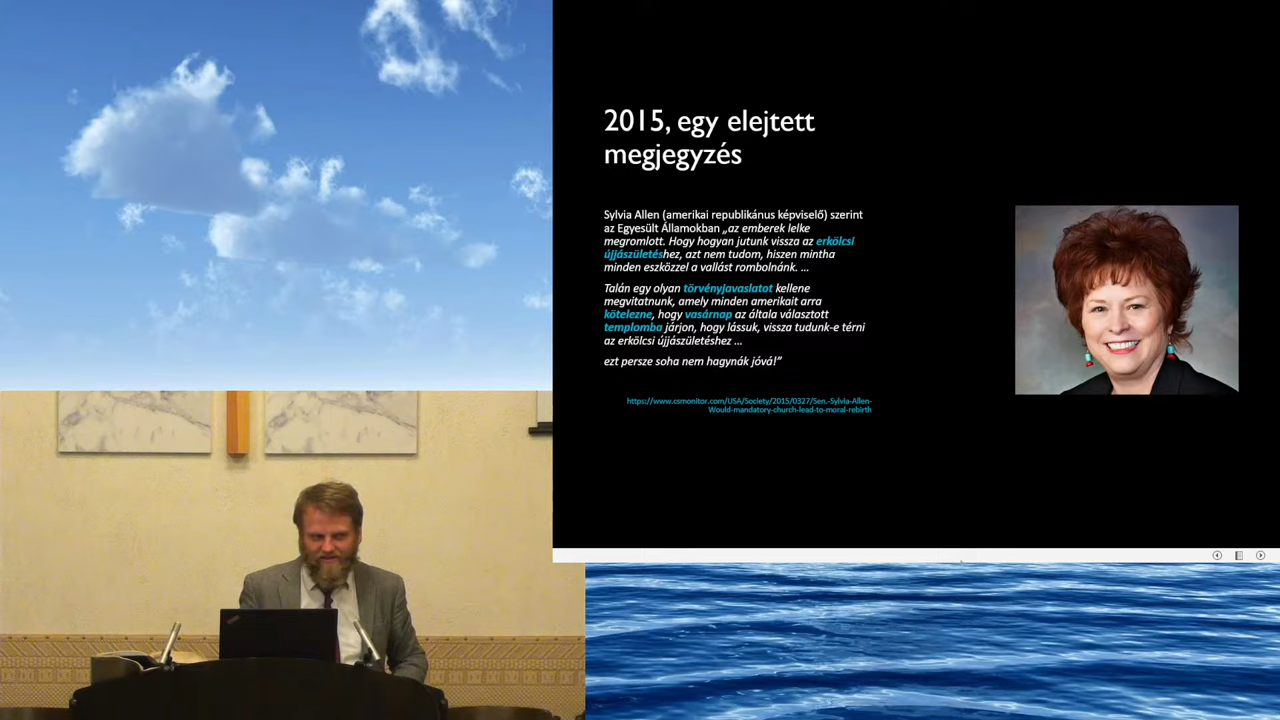 2015, egy elejtett
megjegyzés
Sylvia Allen (amerikai republikánus képviselő) szerint
az Egyesült Államokban „az emberek lelke
megromlott. Hogy hogyan jutunk vissza az erkölcsi
újjászületéshez, azt nem tudom, hiszen mintha
minden eszközzel a vallást rombolnánk. ...
Talán egy olyan törvényjavaslatot kellene
megvitatnunk, amely minden amerikait arra
kötelezne, hogy vasárnap az általa választott
templomba járjon, hogy lássuk, vissza tudunk-e térni
az erkölcsi újjászületéshez ...
ezt persze soha nem hagynák jóvá!”
https://www.csmonitor.com/USA/Society/2015/0327/Sen.-Sylvia-Allen-
Would-mandatory-church-lead-to-moral-rebirth